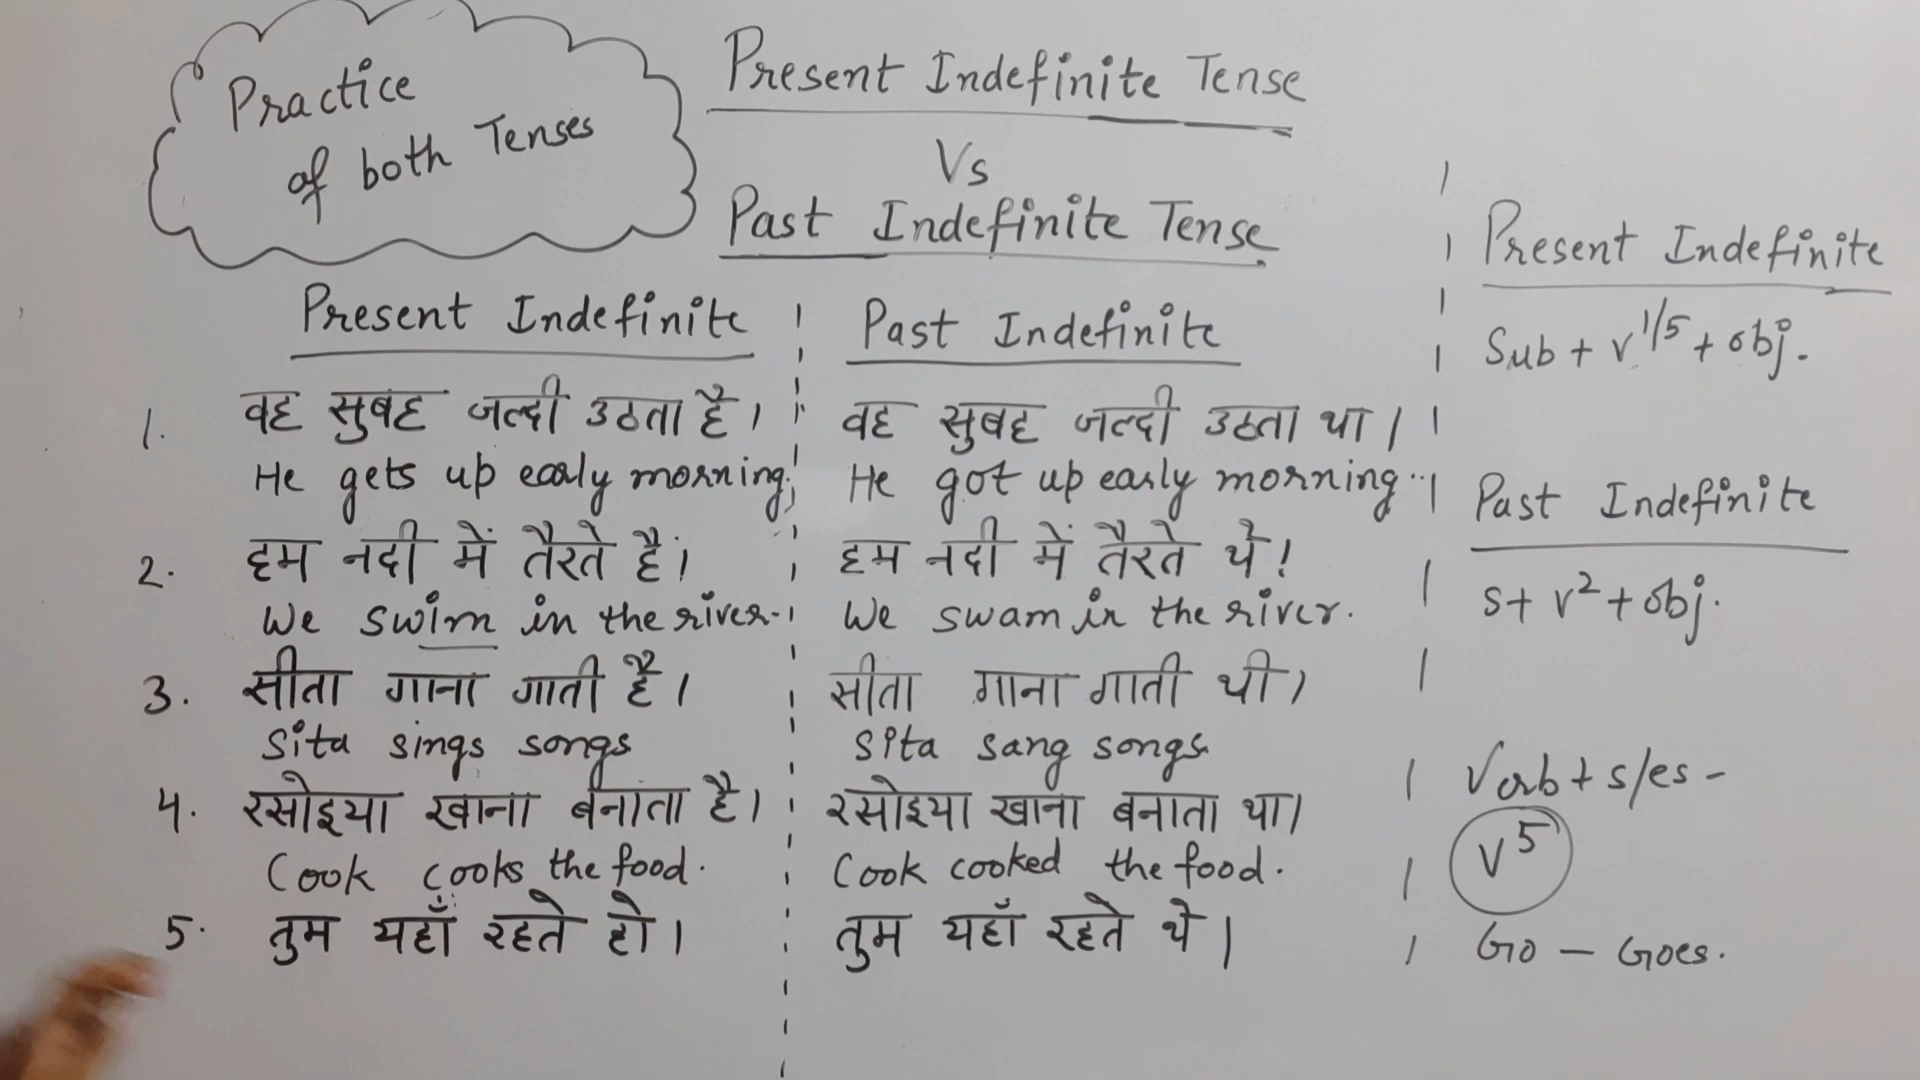 Practice
of both Tenses
Present Indefinite Tense
Vs
Past Indefinite Tense
Present Indefinite
Past Indefinite
1. वह सुबह जल्दी उठता है।
वह सुबह जल्दी उठता था।
He gets up early morning.
He got up early morning..
2. हम नदी में तैरते हैं।
हम नदी में तैरते थे!
We swim in the river.
We swam in the river.
3. सीता गाना गाती है।
सीता गाना गाती थी।
Sita sings songs
Sita sang songs.
4. रसोइया खाना बनाता है।
रसोइया खाना बनाता था।
Cook cooks the food.
Cook cooked the food.
5. तुम यहाँ रहते हो।
तुम यहाँ रहते थे।
Present Indefinite
Sub + v^1/5 + obj.
Past Indefinite
S + v² + obj.
Verb + s/es -
V⁵
Go - Goes.